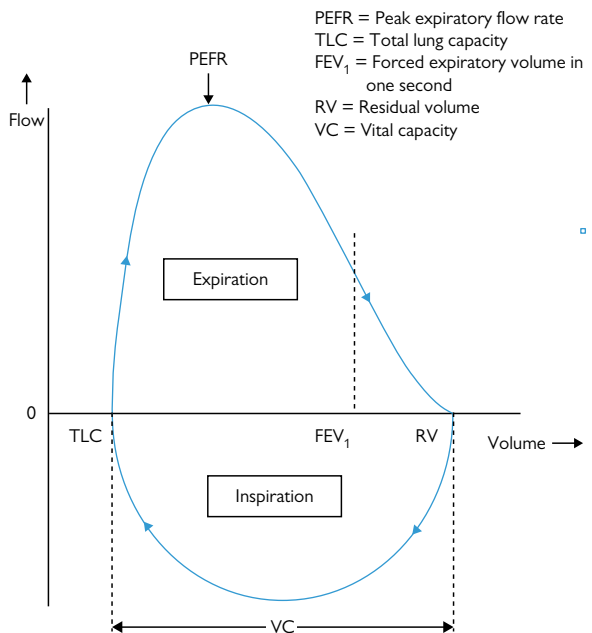 PEFR = Peak expiratory flow rate
TLC = Total lung capacity
FEV₁ = Forced expiratory volume in
one second
RV = Residual volume
VC = Vital capacity
PEFR
Flow
Expiration
0
TLC
FEV₁
RV
Volume
Inspiration
VC